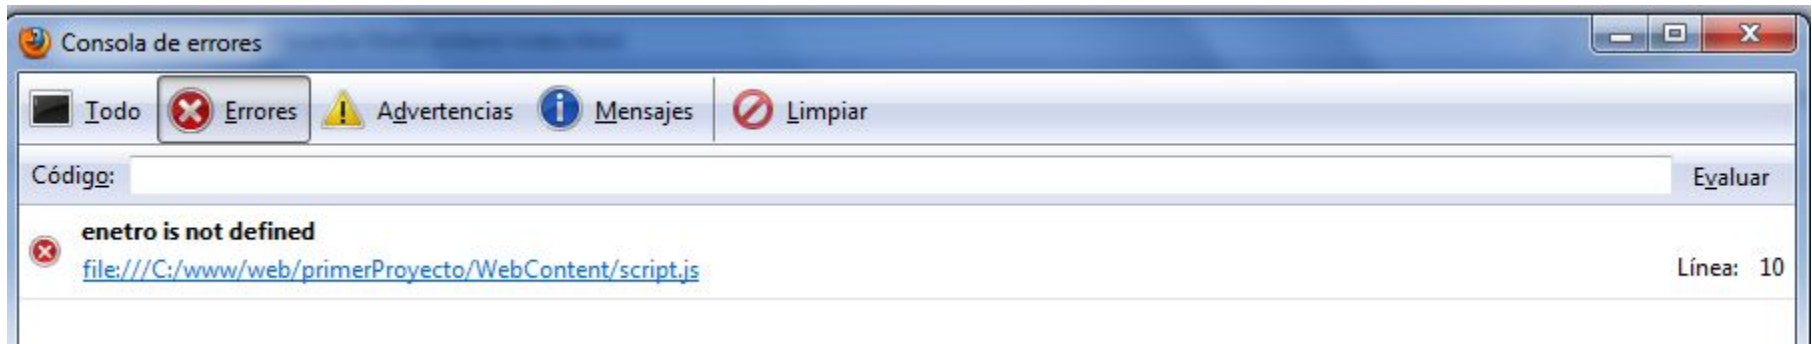 Consola de errores
Todo Errores Advertencias Mensajes Limpiar
Código: Evaluar
enetro is not defined
file:///C:/www/web/primerProyecto/WebContent/script.js Línea: 10